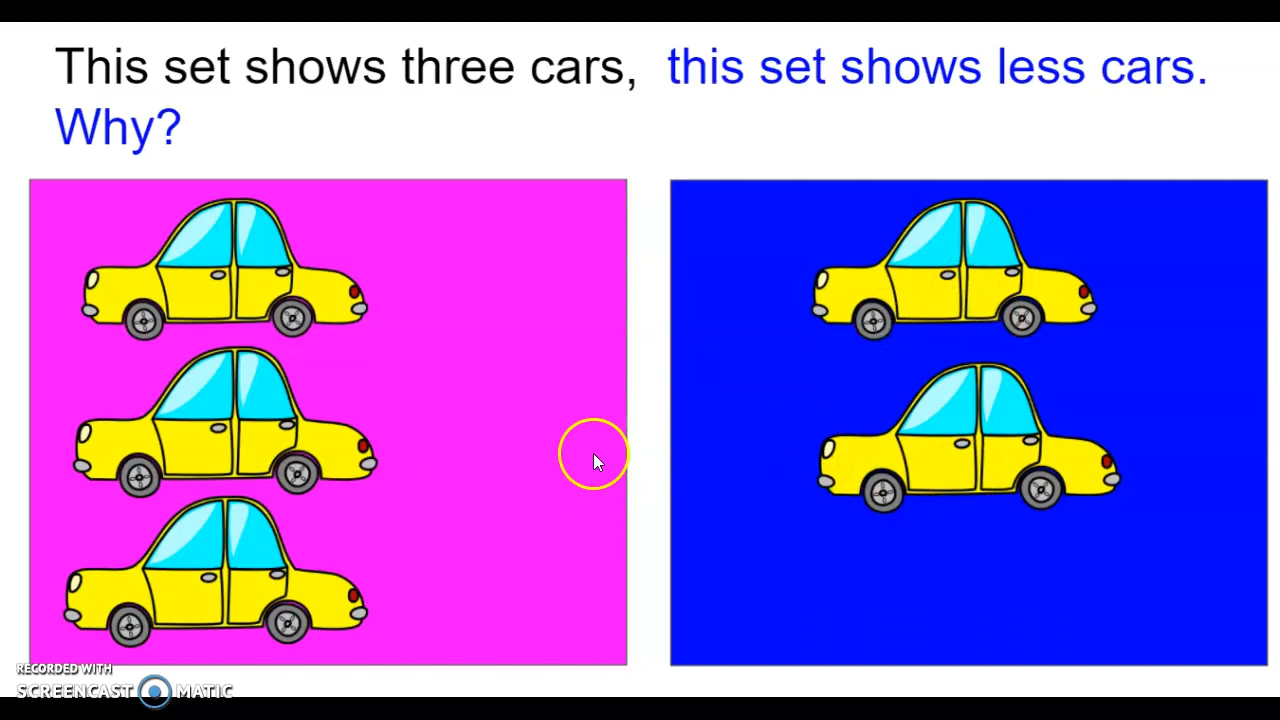 This set shows three cars, this set shows less cars.
Why?
RECORDED WITH
SCREENCAST MATIC